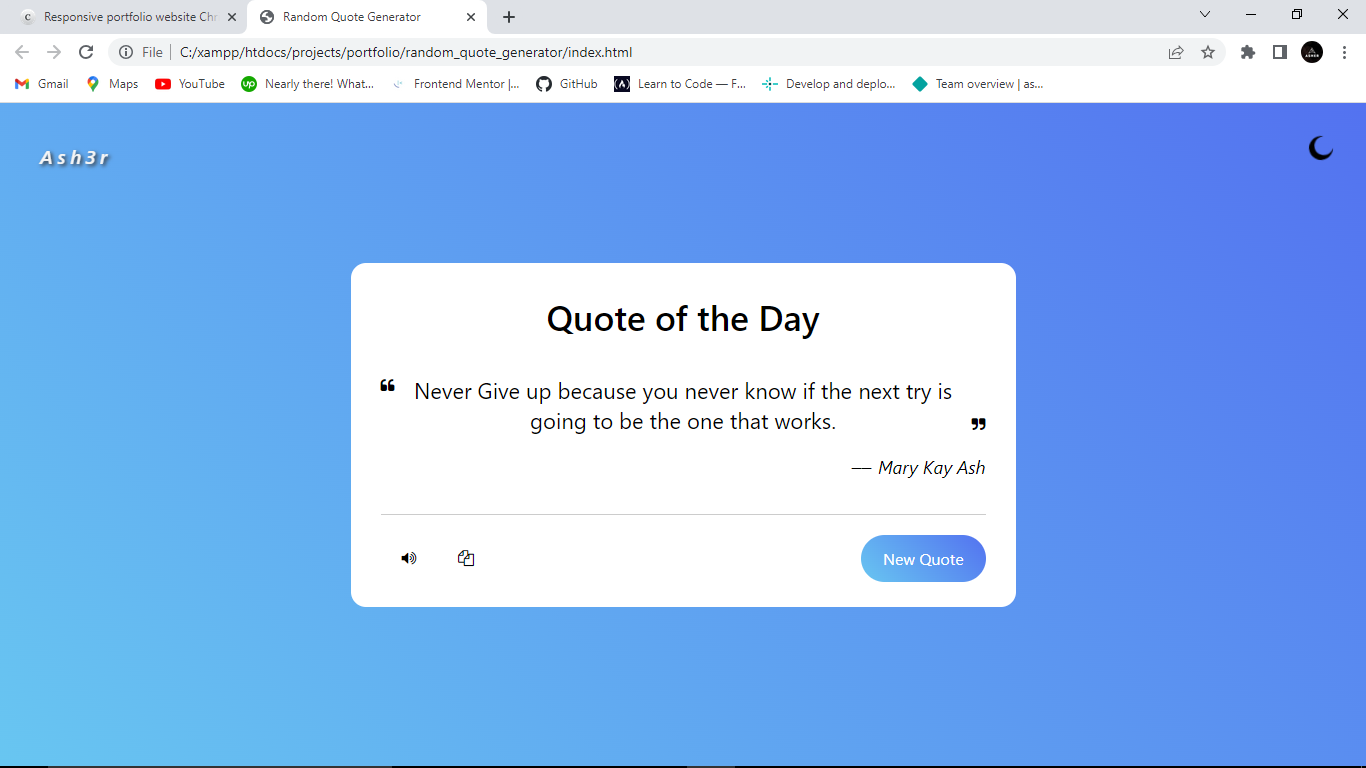 Responsive portfolio website Chr
Random Quote Generator
File
C:/xampp/htdocs/projects/portfolio/random_quote_generator/index.html
Gmail
Maps
YouTube
up
Nearly there! What...
Frontend Mentor |...
GitHub
Learn to Code — F...
Develop and deplo...
Team overview | as...
Ash3r
Quote of the Day
❝ Never Give up because you never know if the next try is
going to be the one that works. ❞
— Mary Kay Ash
New Quote